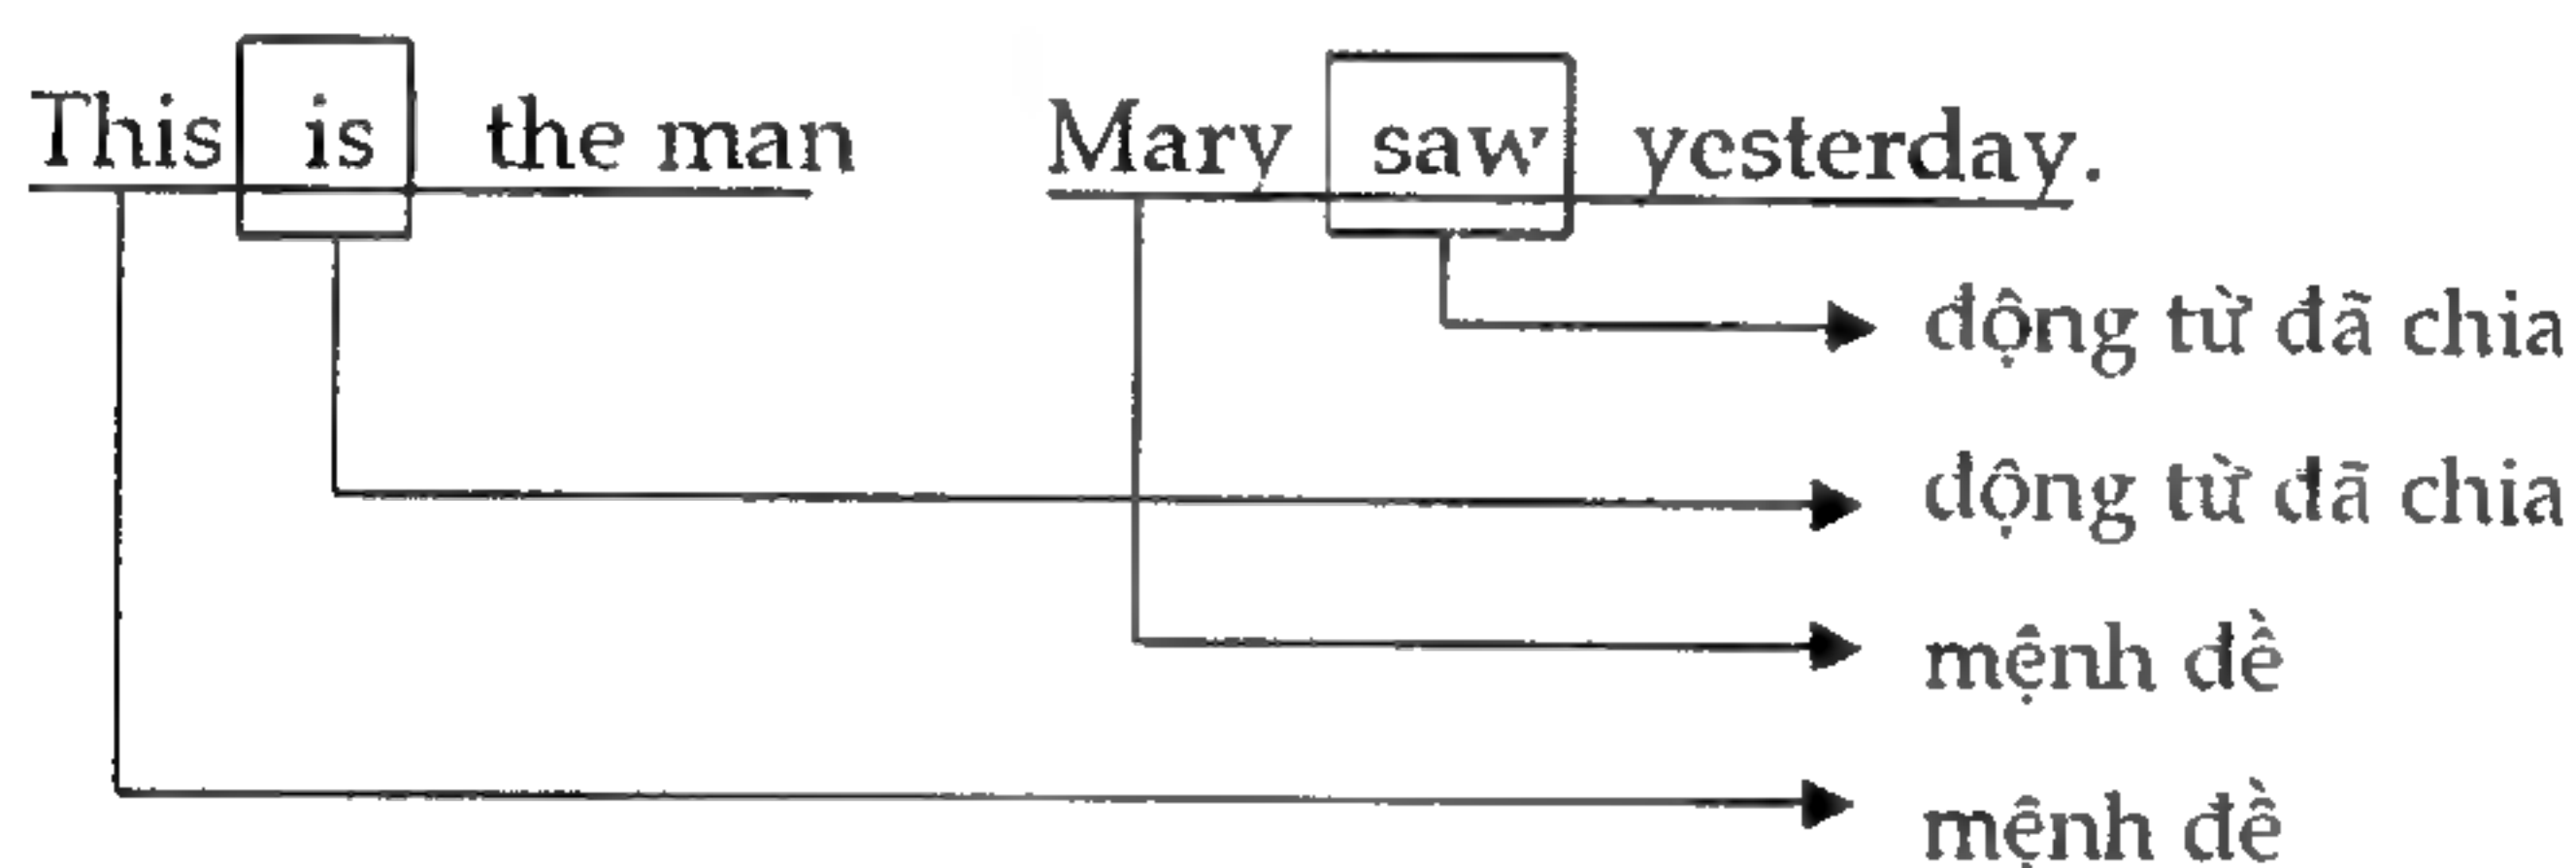 This is the man Mary saw yesterday.
động từ đã chia
động từ đã chia
mệnh đề
mệnh đề